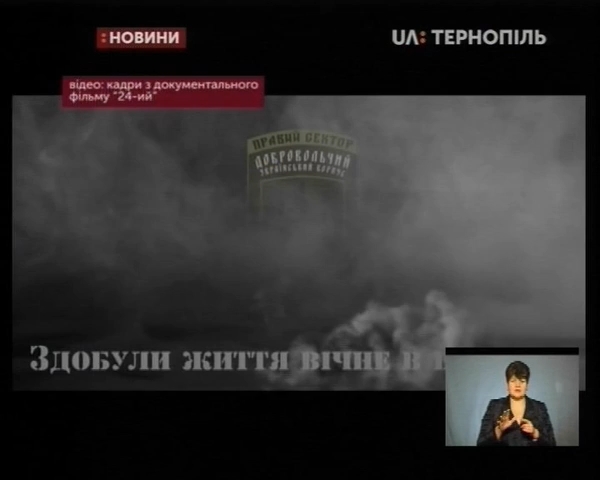 :НОВИНИ
UA: ТЕРНОПІЛЬ
відео: кадри з документального
фільму "24-ий"
ПРАВИЙ СЕКТОР
ДОБРОВОЛЬЧИЙ
УКРАЇНСЬКИЙ КОРПУС
Здобули життя вічне в